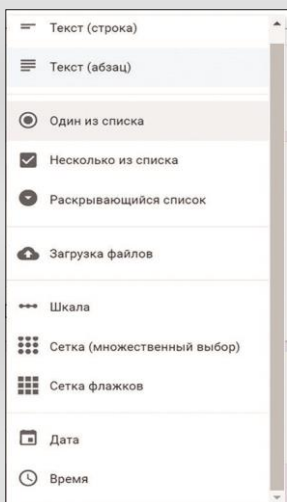 Текст (строка)
Текст (абзац)
Один из списка
Несколько из списка
Раскрывающийся список
Загрузка файлов
Шкала
Сетка (множественный выбор)
Сетка флажков
Дата
Время